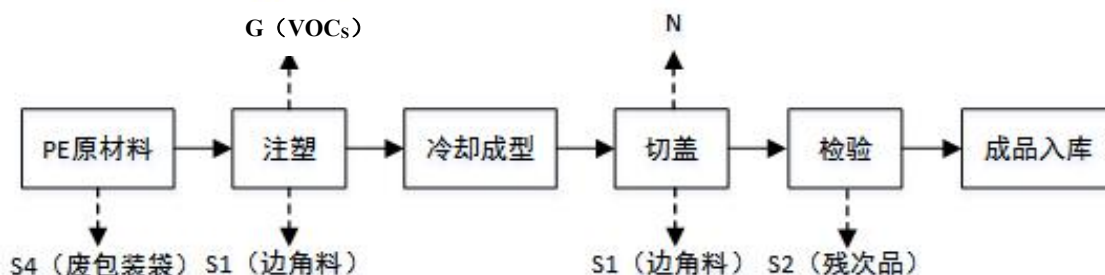 G（VOCS） N
PE原材料 注塑 冷却成型 切盖 检验 成品入库
S4（废包装袋） S1（边角料） S1（边角料） S2（残次品）